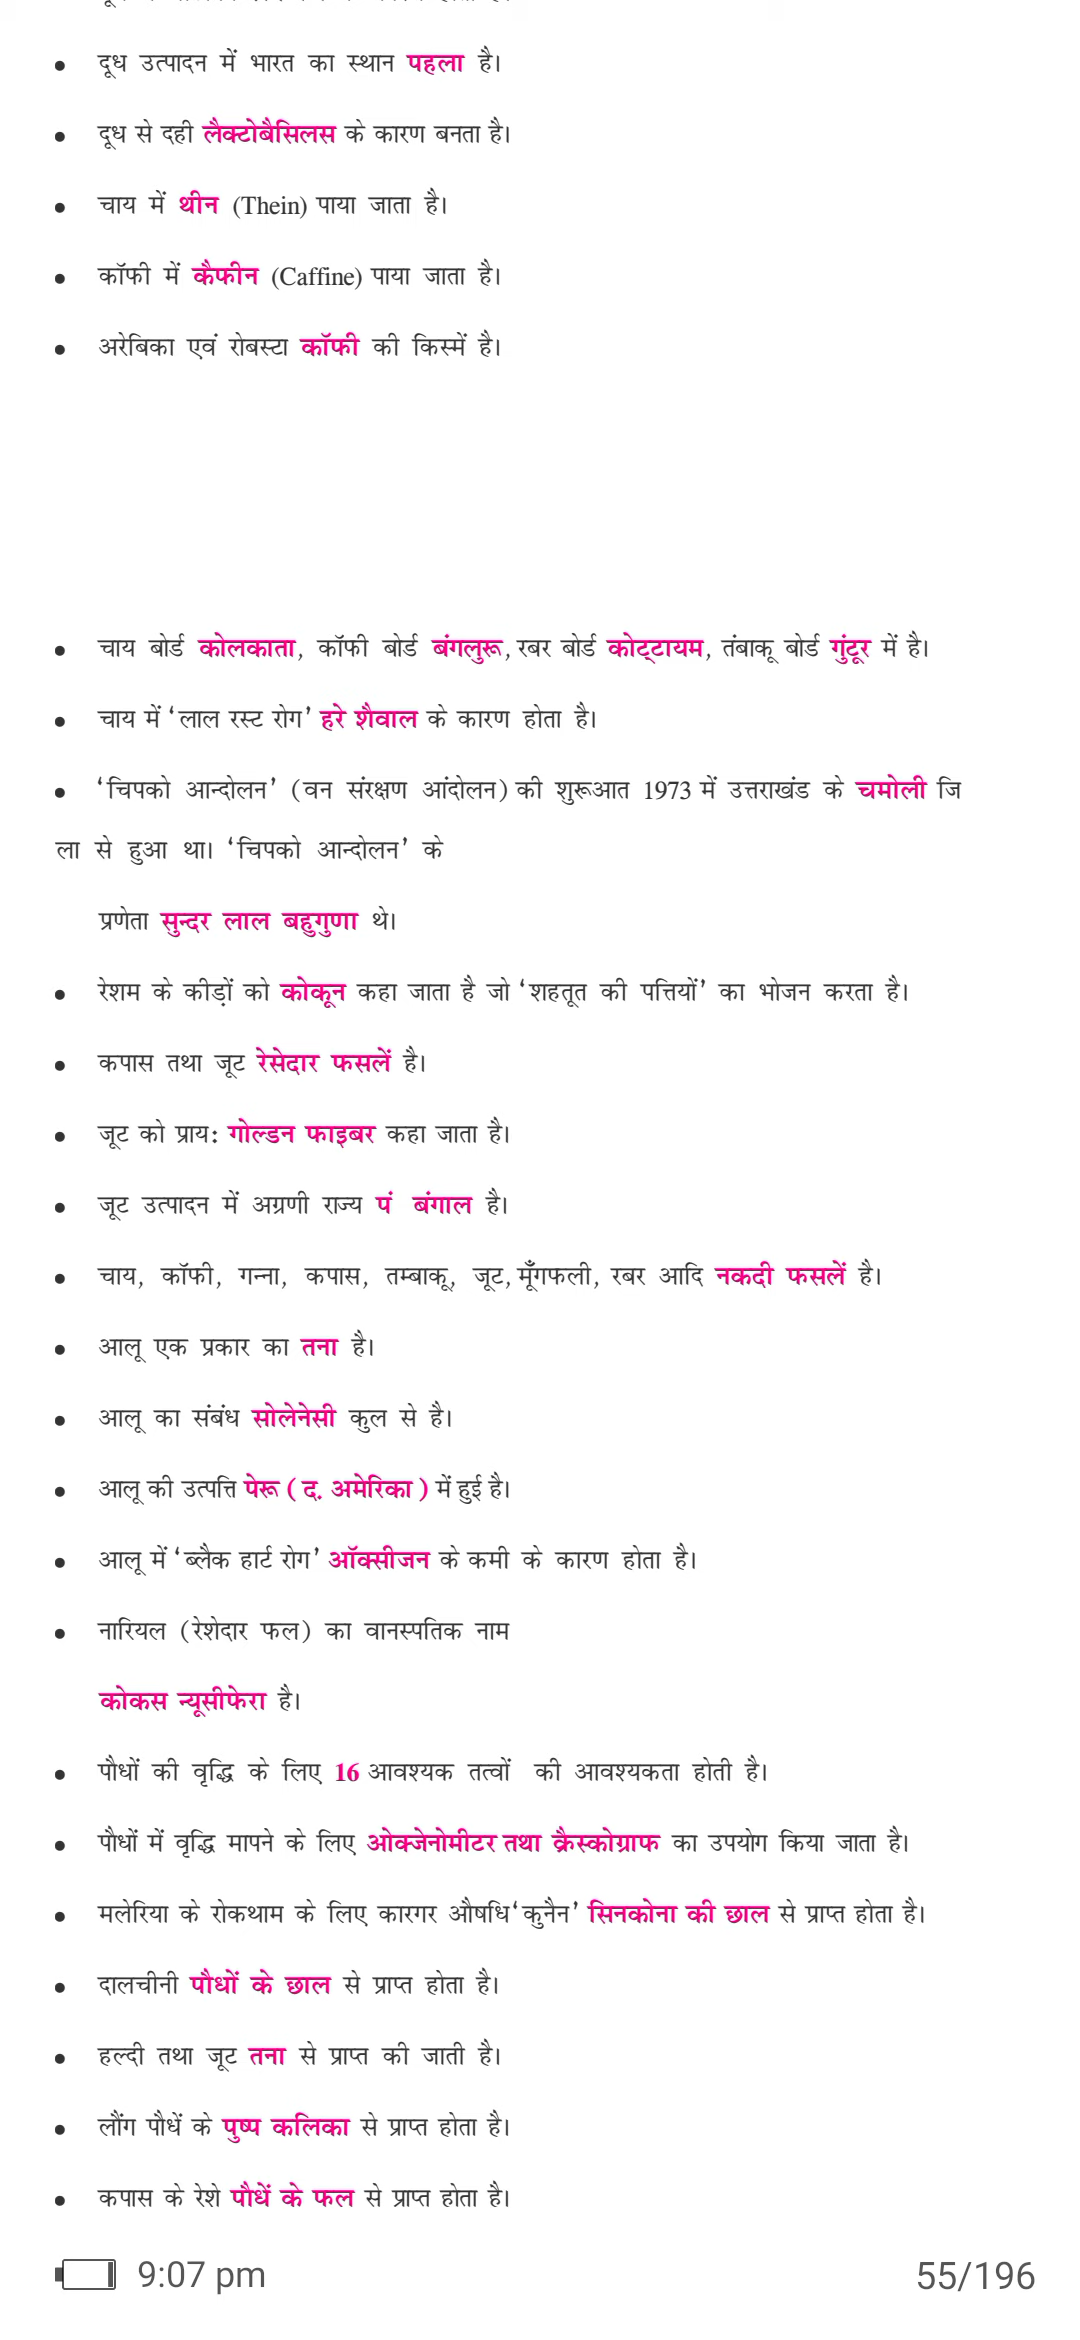 • दूध उत्पादन में भारत का स्थान पहला है।
• दूध से दही लैक्टोबैसिलस के कारण बनता है।
• चाय में थीन (Thein) पाया जाता है।
• कॉफी में कैफीन (Caffine) पाया जाता है।
• अरेबिका एवं रोबस्टा कॉफी की किस्में है।
• चाय बोर्ड कोलकाता, कॉफी बोर्ड बंगलुरू, रबर बोर्ड कोट्टायम, तंबाकू बोर्ड गुंटूर में है।
• चाय में ‘लाल रस्ट रोग’ हरे शैवाल के कारण होता है।
• ‘चिपको आन्दोलन’ (वन संरक्षण आंदोलन) की शुरूआत 1973 में उत्तराखंड के चमोली जि
ला से हुआ था। ‘चिपको आन्दोलन’ के
प्रणेता सुन्दर लाल बहुगुणा थे।
• रेशम के कीड़ों को कोकून कहा जाता है जो ‘शहतूत की पत्तियों’ का भोजन करता है।
• कपास तथा जूट रेसेदार फसलें है।
• जूट को प्राय: गोल्डन फाइबर कहा जाता है।
• जूट उत्पादन में अग्रणी राज्य पं बंगाल है।
• चाय, कॉफी, गन्ना, कपास, तम्बाकू, जूट, मूँगफली, रबर आदि नकदी फसलें है।
• आलू एक प्रकार का तना है।
• आलू का संबंध सोलेनेसी कुल से है।
• आलू की उत्पत्ति पेरू ( द. अमेरिका ) में हुई है।
• आलू में ‘ब्लैक हार्ट रोग’ ऑक्सीजन के कमी के कारण होता है।
• नारियल (रेशेदार फल) का वानस्पतिक नाम
कोकस न्यूसीफेरा है।
• पौधों की वृद्धि के लिए 16 आवश्यक तत्वों की आवश्यकता होती है।
• पौधों में वृद्धि मापने के लिए ओक्जेनोमीटर तथा क्रैस्कोग्राफ का उपयोग किया जाता है।
• मलेरिया के रोकथाम के लिए कारगर औषधि‘कुनैन’ सिनकोना की छाल से प्राप्त होता है।
• दालचीनी पौधों के छाल से प्राप्त होता है।
• हल्दी तथा जूट तना से प्राप्त की जाती है।
• लौंग पौधें के पुष्प कलिका से प्राप्त होता है।
• कपास के रेशे पौधें के फल से प्राप्त होता है।
9:07 pm 55/196